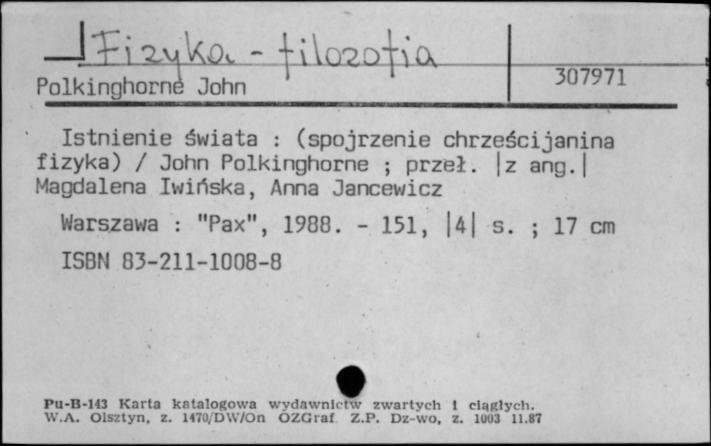 Fizyka - filozofia
Polkinghorne John 307971
Istnienie świata : (spojrzenie chrześcijanina
fizyka) / John Polkinghorne ; przeł. |z ang.|
Magdalena Iwińska, Anna Jancewicz
Warszawa : "Pax", 1988. - 151, |4| s. ; 17 cm
ISBN 83-211-1008-8
Pu-B-143 Karta katalogowa wydawnictw zwartych i ciągłych.
W.A. Olsztyn, z. 1470/DW/On OZGraf. Z.P. Dz-wo, z. 1003 11.87